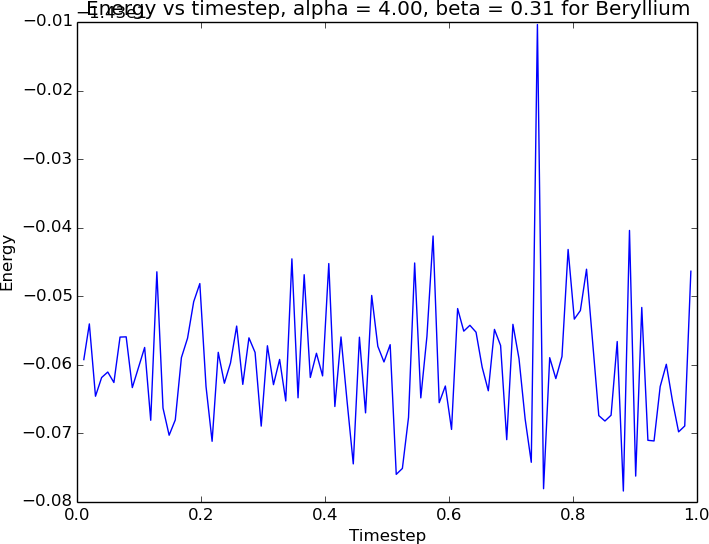 Energy vs timestep, alpha = 4.00, beta = 0.31 for Beryllium
−1.43e1
−0.01
−0.02
−0.03
−0.04
−0.05
−0.06
−0.07
−0.08
Energy
0.0 0.2 0.4 0.6 0.8 1.0
Timestep